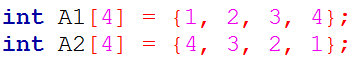 int A1[4] = {1, 2, 3, 4};
int A2[4] = {4, 3, 2, 1};